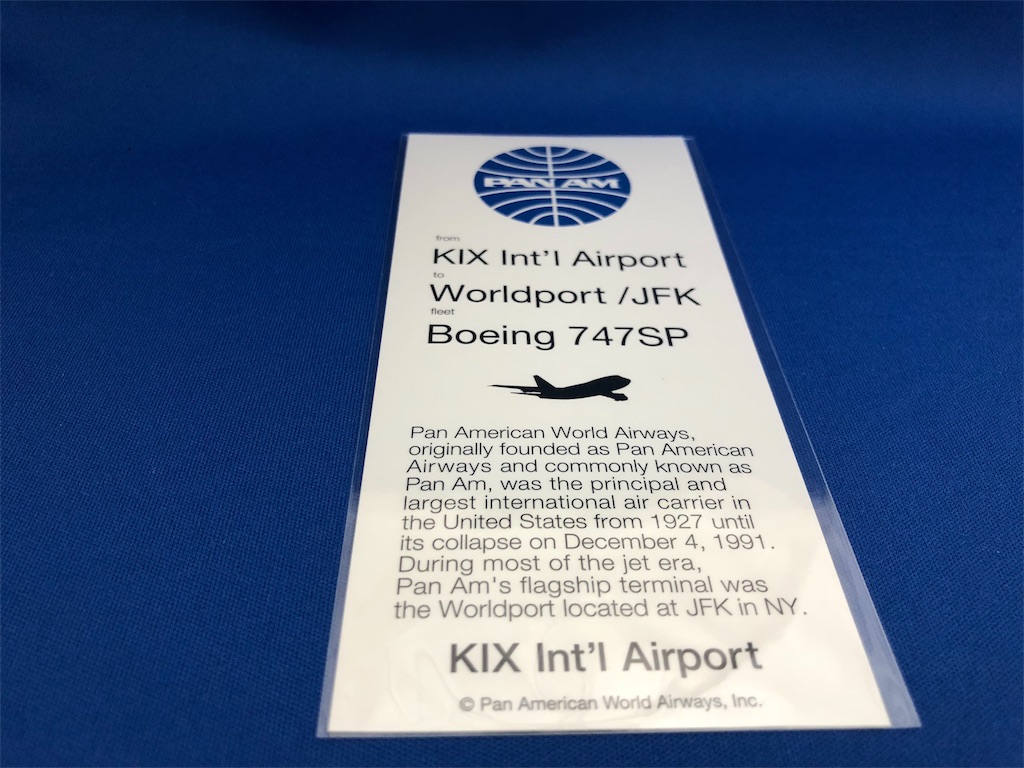 PAN AM
from
KIX Int'l Airport
to
Worldport /JFK
fleet
Boeing 747SP
Pan American World Airways,
originally founded as Pan American
Airways and commonly known as
Pan Am, was the principal and
largest international air carrier in
the United States from 1927 until
its collapse on December 4, 1991.
During most of the jet era,
Pan Am's flagship terminal was
the Worldport located at JFK in NY.
KIX Int'l Airport
© Pan American World Airways, Inc.